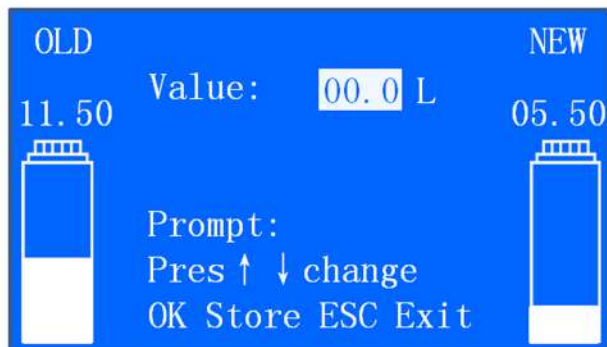 OLD
NEW
Value: 00.0 L
11.50
05.50
Prompt:
Pres ↑ ↓ change
OK Store ESC Exit